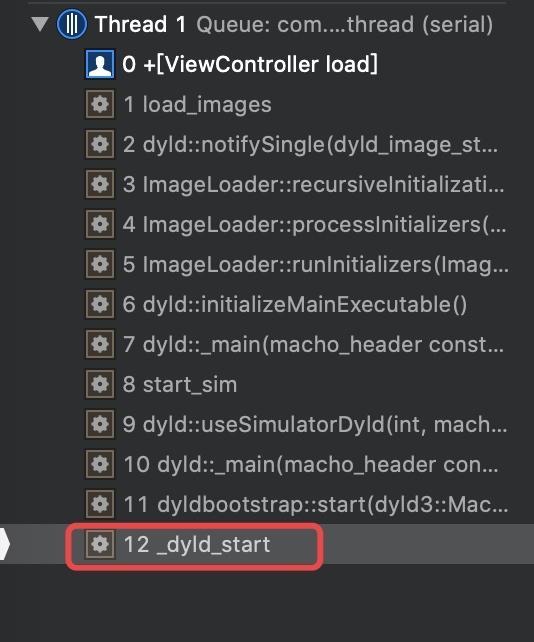 Thread 1 Queue: com....thread (serial)
0 +[ViewController load]
1 load_images
2 dyld::notifySingle(dyld_image_st...
3 ImageLoader::recursiveInitializati...
4 ImageLoader::processInitializers(...
5 ImageLoader::runInitializers(Imag...
6 dyld::initializeMainExecutable()
7 dyld::_main(macho_header const...
8 start_sim
9 dyld::useSimulatorDyld(int, mach...
10 dyld::_main(macho_header con...
11 dyldbootstrap::start(dyld3::Mac...
12 _dyld_start